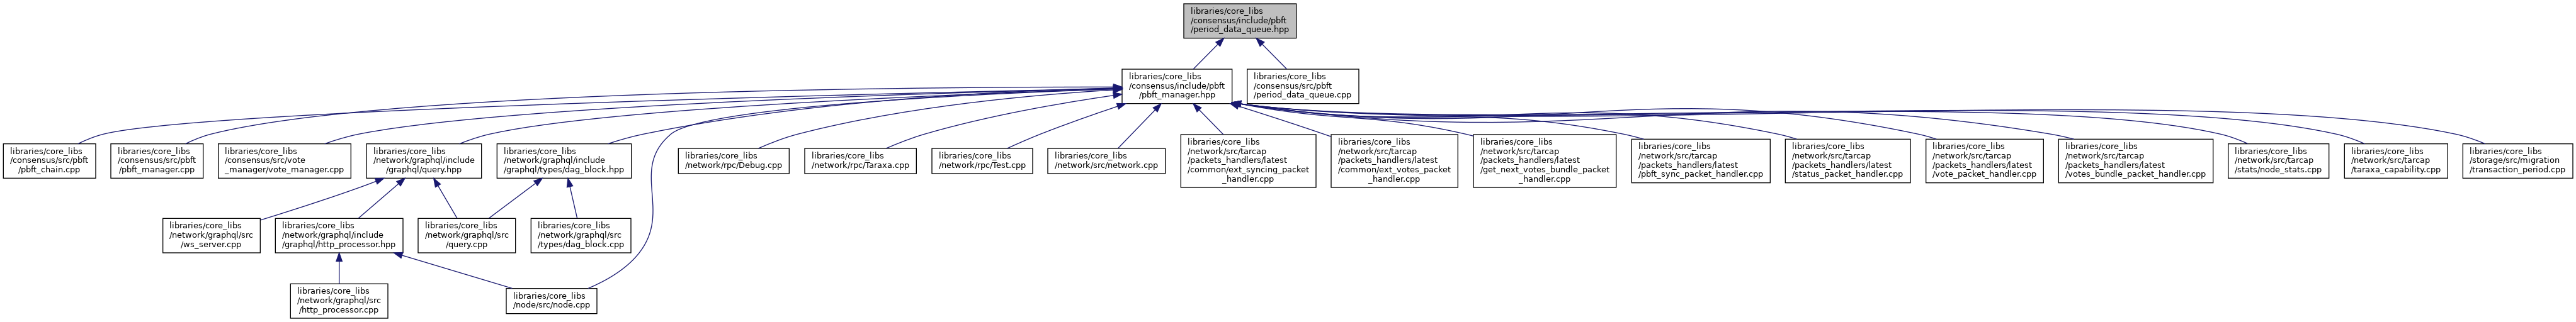 libraries/core_libs
/consensus/include/pbft
/period_data_queue.hpp
libraries/core_libs
/consensus/include/pbft
/pbft_manager.hpp
libraries/core_libs
/consensus/src/pbft
/period_data_queue.cpp
libraries/core_libs
/consensus/src/pbft
/pbft_chain.cpp
libraries/core_libs
/consensus/src/pbft
/pbft_manager.cpp
libraries/core_libs
/consensus/src/vote
_manager/vote_manager.cpp
libraries/core_libs
/network/graphql/include
/graphql/query.hpp
libraries/core_libs
/network/graphql/include
/graphql/types/dag_block.hpp
libraries/core_libs
/network/rpc/Debug.cpp
libraries/core_libs
/network/rpc/Taraxa.cpp
libraries/core_libs
/network/rpc/Test.cpp
libraries/core_libs
/network/src/network.cpp
libraries/core_libs
/network/src/tarcap
/packets_handlers/latest
/common/ext_syncing_packet
_handler.cpp
libraries/core_libs
/network/src/tarcap
/packets_handlers/latest
/common/ext_votes_packet
_handler.cpp
libraries/core_libs
/network/src/tarcap
/packets_handlers/latest
/get_next_votes_bundle_packet
_handler.cpp
libraries/core_libs
/network/src/tarcap
/packets_handlers/latest
/pbft_sync_packet_handler.cpp
libraries/core_libs
/network/src/tarcap
/packets_handlers/latest
/status_packet_handler.cpp
libraries/core_libs
/network/src/tarcap
/packets_handlers/latest
/vote_packet_handler.cpp
libraries/core_libs
/network/src/tarcap
/packets_handlers/latest
/votes_bundle_packet_handler.cpp
libraries/core_libs
/network/src/tarcap
/stats/node_stats.cpp
libraries/core_libs
/network/src/tarcap
/taraxa_capability.cpp
libraries/core_libs
/storage/src/migration
/transaction_period.cpp
libraries/core_libs
/network/graphql/src
/ws_server.cpp
libraries/core_libs
/network/graphql/include
/graphql/http_processor.hpp
libraries/core_libs
/network/graphql/src
/query.cpp
libraries/core_libs
/network/graphql/src
/types/dag_block.cpp
libraries/core_libs
/network/graphql/src
/http_processor.cpp
libraries/core_libs
/node/src/node.cpp